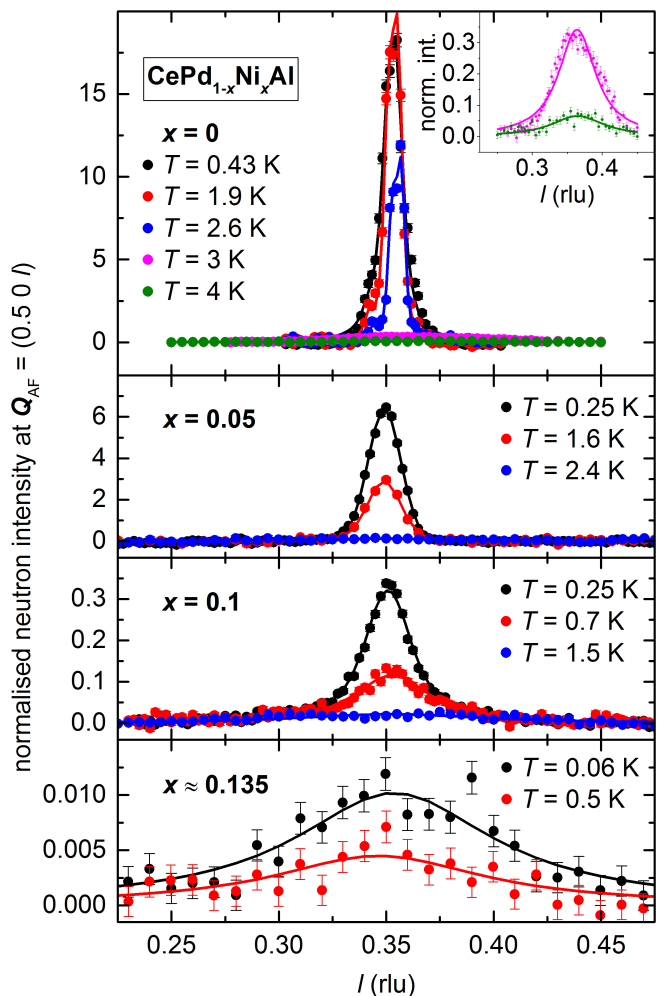 CePd1-xNixAl
x = 0
T = 0.43 K
T = 1.9 K
T = 2.6 K
T = 3 K
T = 4 K
15
10
5
0
norm. int.
0.3
0.2
0.1
0.0
0.3 0.4
l (rlu)
normalised neutron intensity at QAF = (0.5 0 l)
x = 0.05
T = 0.25 K
T = 1.6 K
T = 2.4 K
6
4
2
0
x = 0.1
T = 0.25 K
T = 0.7 K
T = 1.5 K
0.3
0.2
0.1
0.0
x ≈ 0.135
T = 0.06 K
T = 0.5 K
0.010
0.005
0.000
0.25 0.30 0.35 0.40 0.45
l (rlu)